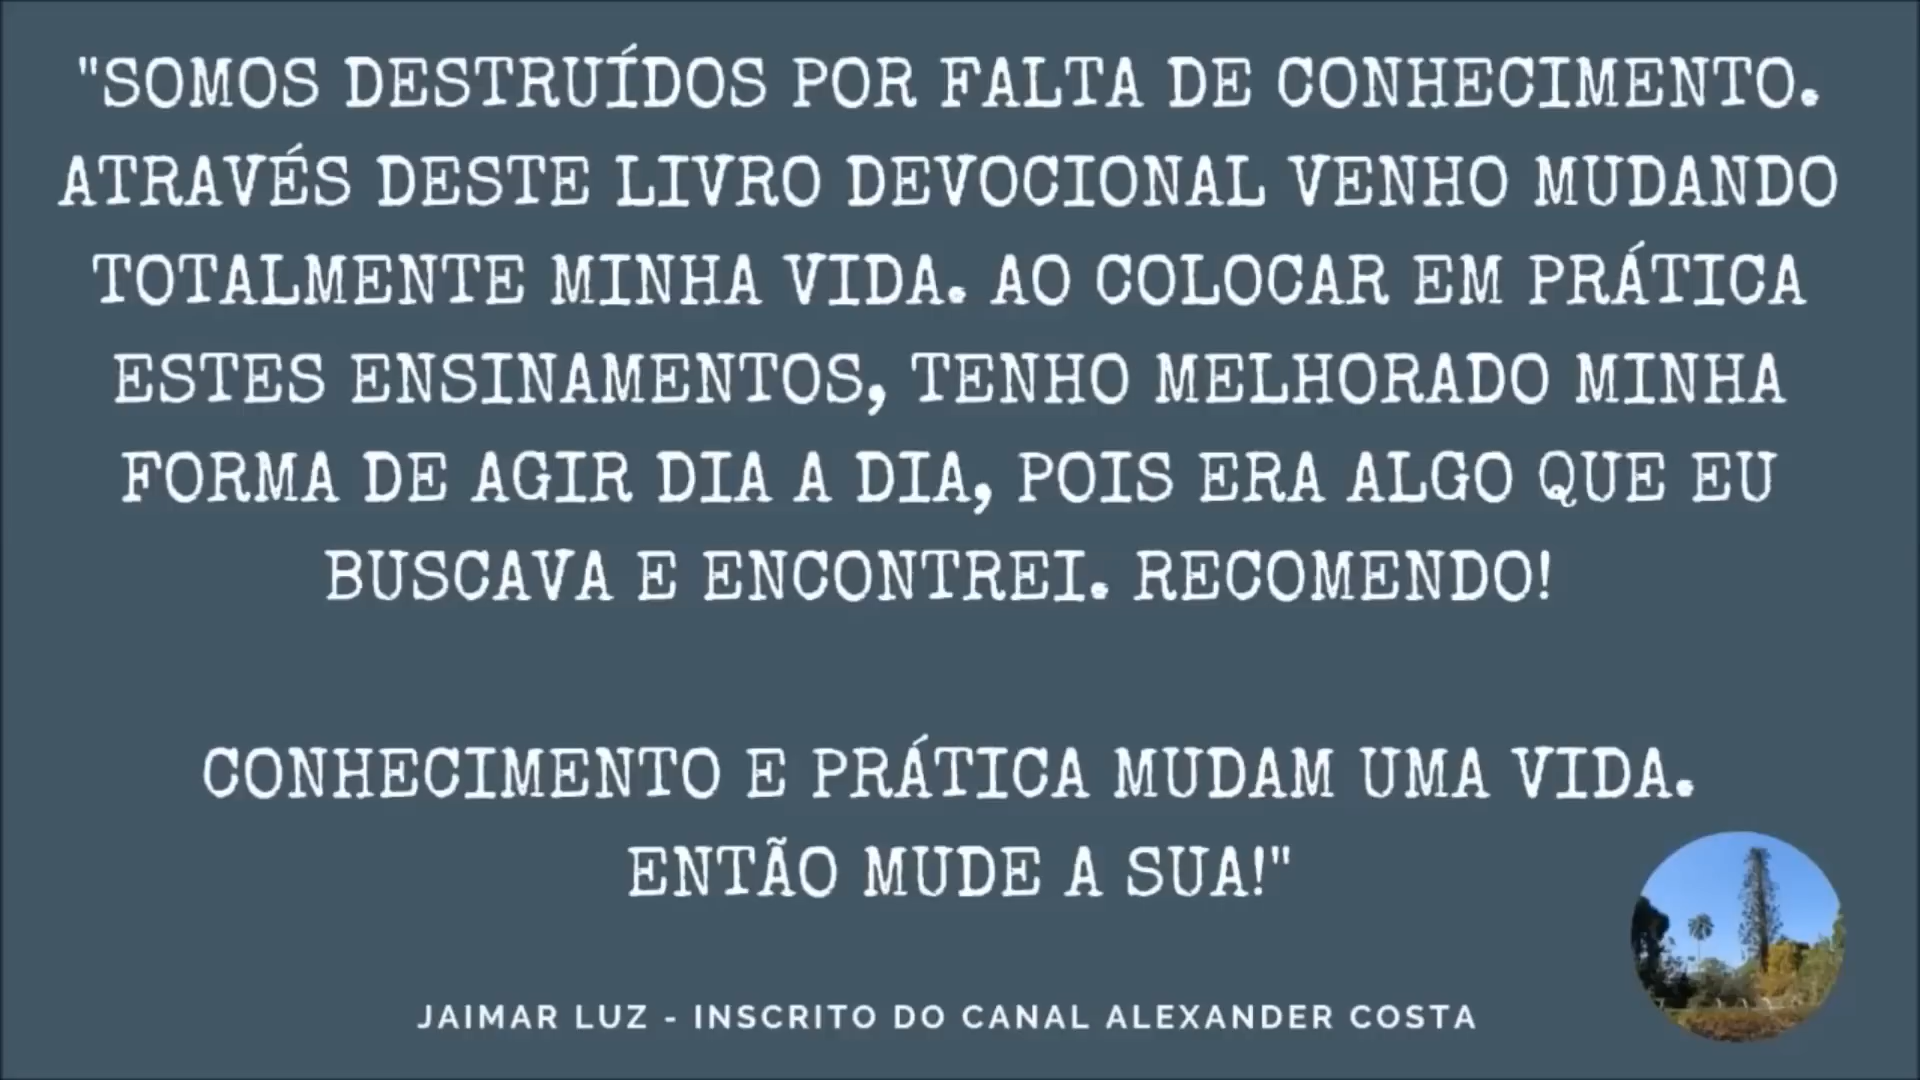 "SOMOS DESTRUÍDOS POR FALTA DE CONHECIMENTO.
ATRAVÉS DESTE LIVRO DEVOCIONAL VENHO MUDANDO
TOTALMENTE MINHA VIDA. AO COLOCAR EM PRÁTICA
ESTES ENSINAMENTOS, TENHO MELHORADO MINHA
FORMA DE AGIR DIA A DIA, POIS ERA ALGO QUE EU
BUSCAVA E ENCONTREI. RECOMENDO!
CONHECIMENTO E PRÁTICA MUDAM UMA VIDA.
ENTÃO MUDE A SUA!"
JAIMAR LUZ - INSCRITO DO CANAL ALEXANDER COSTA